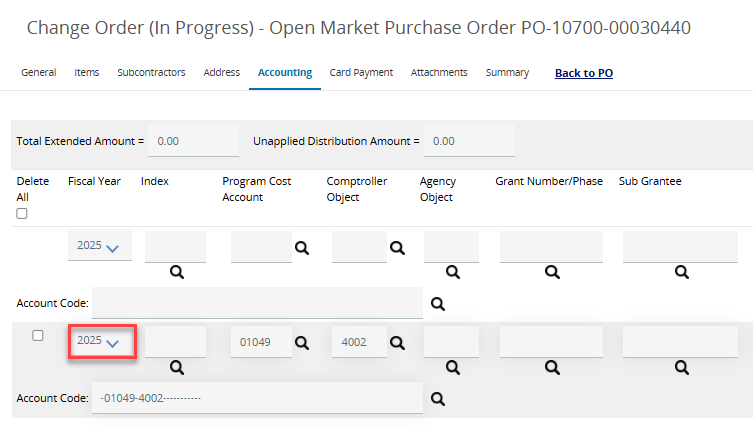 Change Order (In Progress) - Open Market Purchase Order PO-10700-00030440
General Items Subcontractors Address Accounting Card Payment Attachments Summary Back to PO
Total Extended Amount = 0.00 Unapplied Distribution Amount = 0.00
Delete Fiscal Year Index Program Cost Comptroller Agency Grant Number/Phase Sub Grantee
All Account Object Object
2025
Account Code:
2025 01049 4002
Account Code: -01049-4002-----------